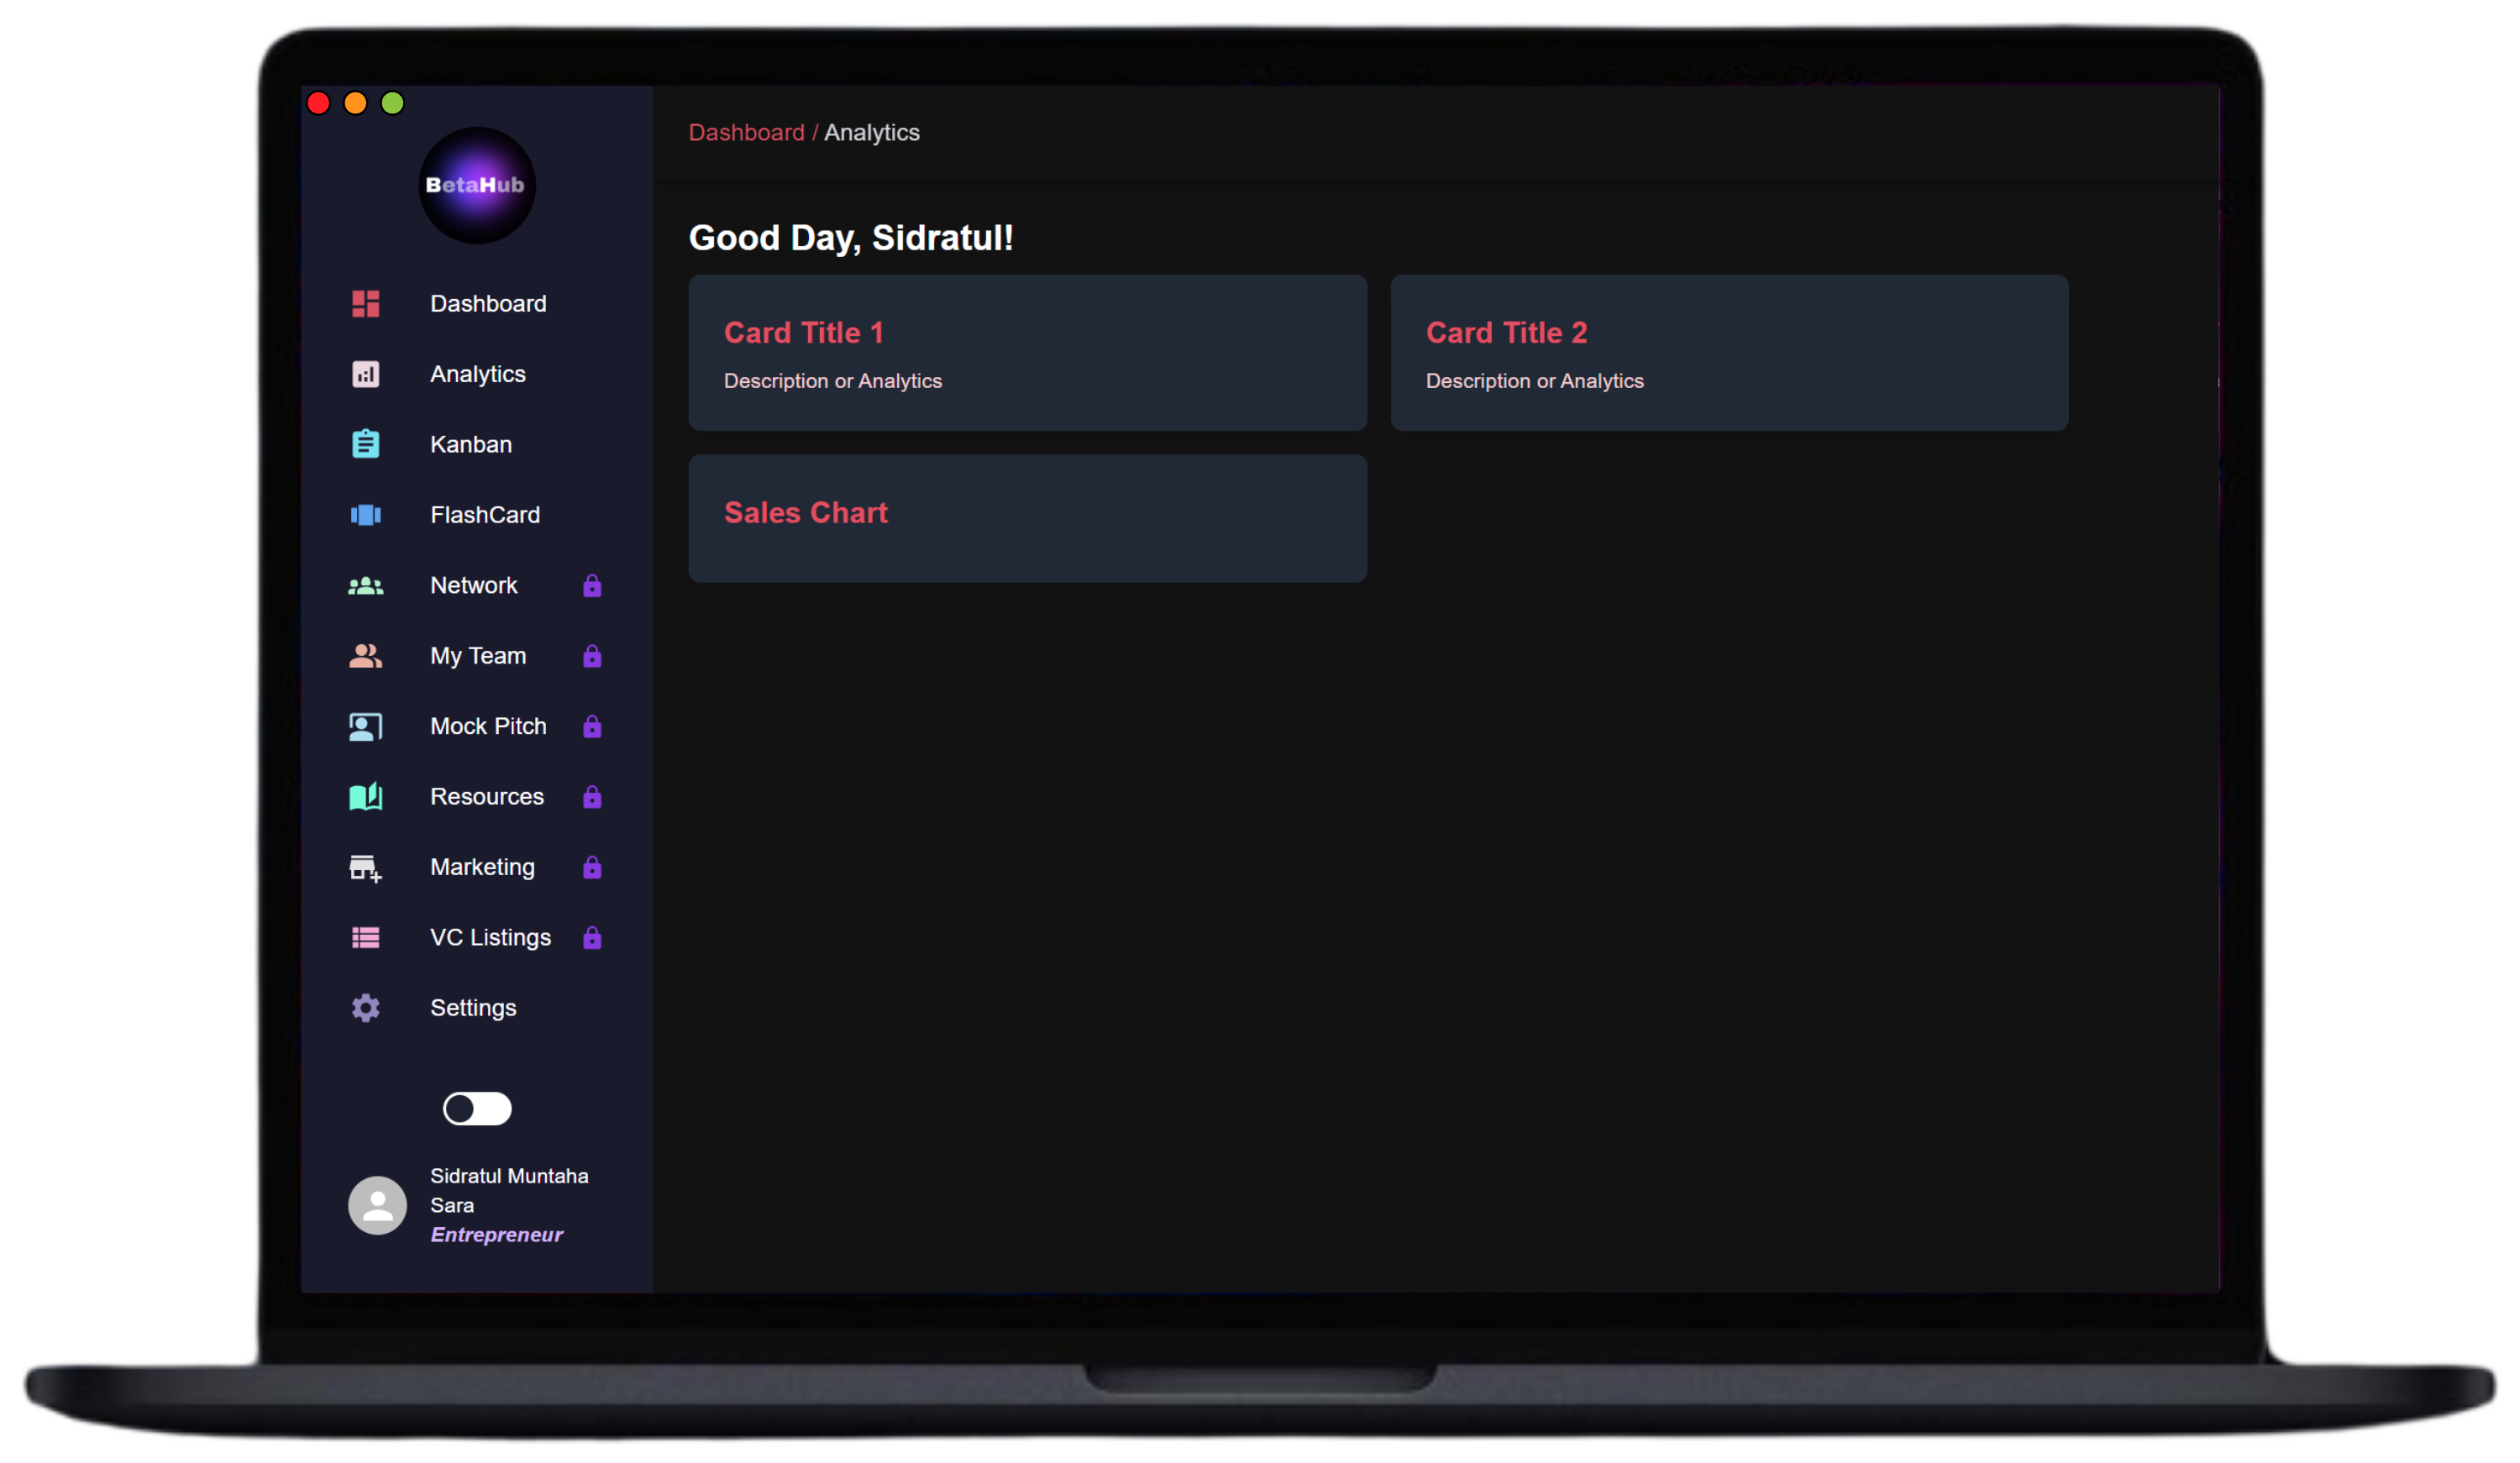 BetaHub
Dashboard
Analytics
Kanban
FlashCard
Network
My Team
Mock Pitch
Resources
Marketing
VC Listings
Settings
Sidratul Muntaha
Sara
Entrepreneur
Dashboard / Analytics
Good Day, Sidratul!
Card Title 1
Description or Analytics
Card Title 2
Description or Analytics
Sales Chart